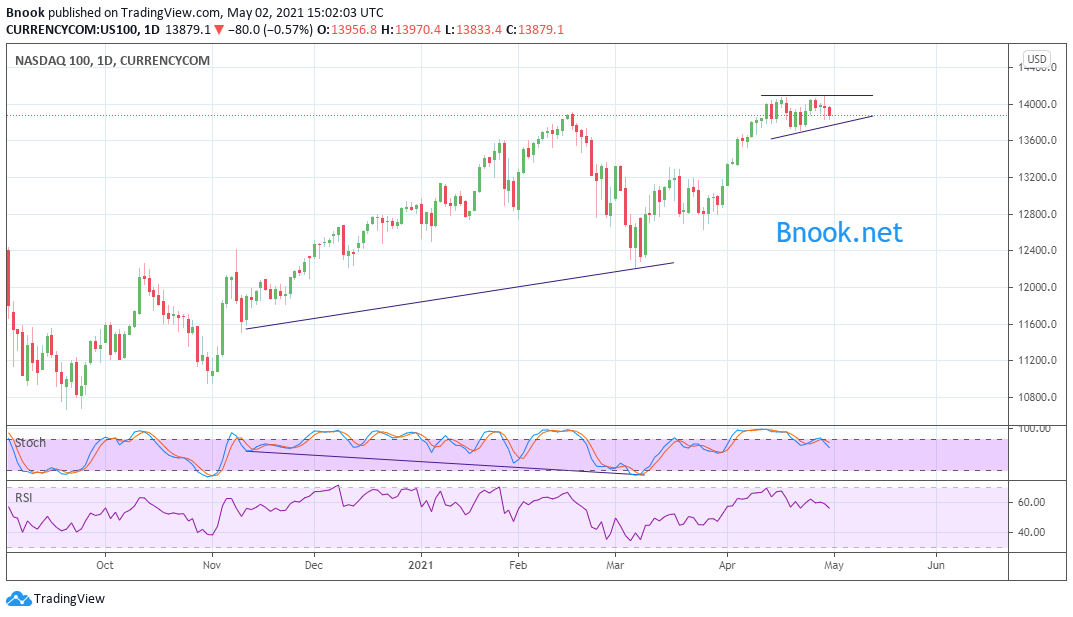 Bnook published on TradingView.com, May 02, 2021 15:02:03 UTC
CURRENCYCOM:US100, 1D 13879.1 ▼ −80.0 (−0.57%) O:13956.8 H:13970.4 L:13833.4 C:13879.1
NASDAQ 100, 1D, CURRENCYCOM
USD
14000.0
13600.0
13200.0
12800.0
Bnook.net
12400.0
12000.0
11600.0
11200.0
10800.0
Stoch
100.00
RSI
60.00
40.00
Oct Nov Dec 2021 Feb Mar Apr May Jun
TradingView